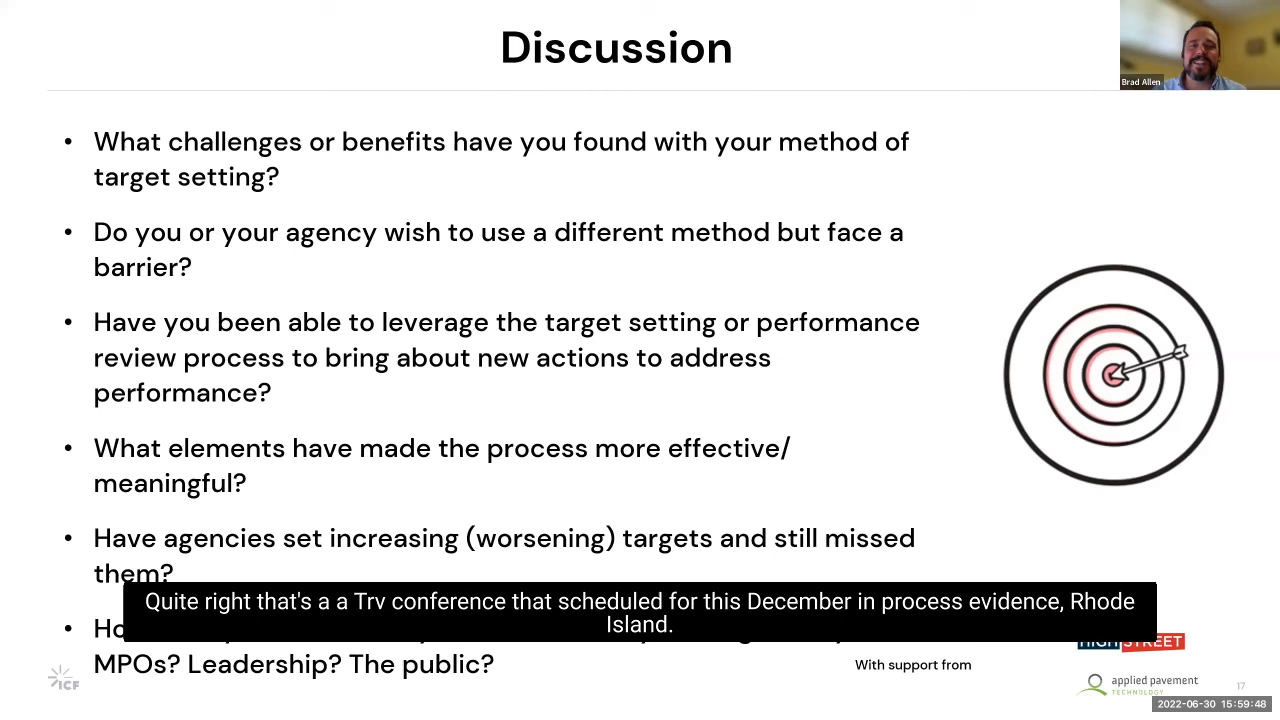 Discussion
Brad Allen
• What challenges or benefits have you found with your method of
target setting?
• Do you or your agency wish to use a different method but face a
barrier?
• Have you been able to leverage the target setting or performance
review process to bring about new actions to address
performance?
• What elements have made the process more effective/
meaningful?
• Have agencies set increasing (worsening) targets and still missed
them?
Quite right that's a a Trv conference that scheduled for this December in process evidence, Rhode
Island.
•
MPOs? Leadership? The public?
HIGH STREET
With support from
ICF
applied pavement
TECHNOLOGY
17
2022-06-30 15:59:48